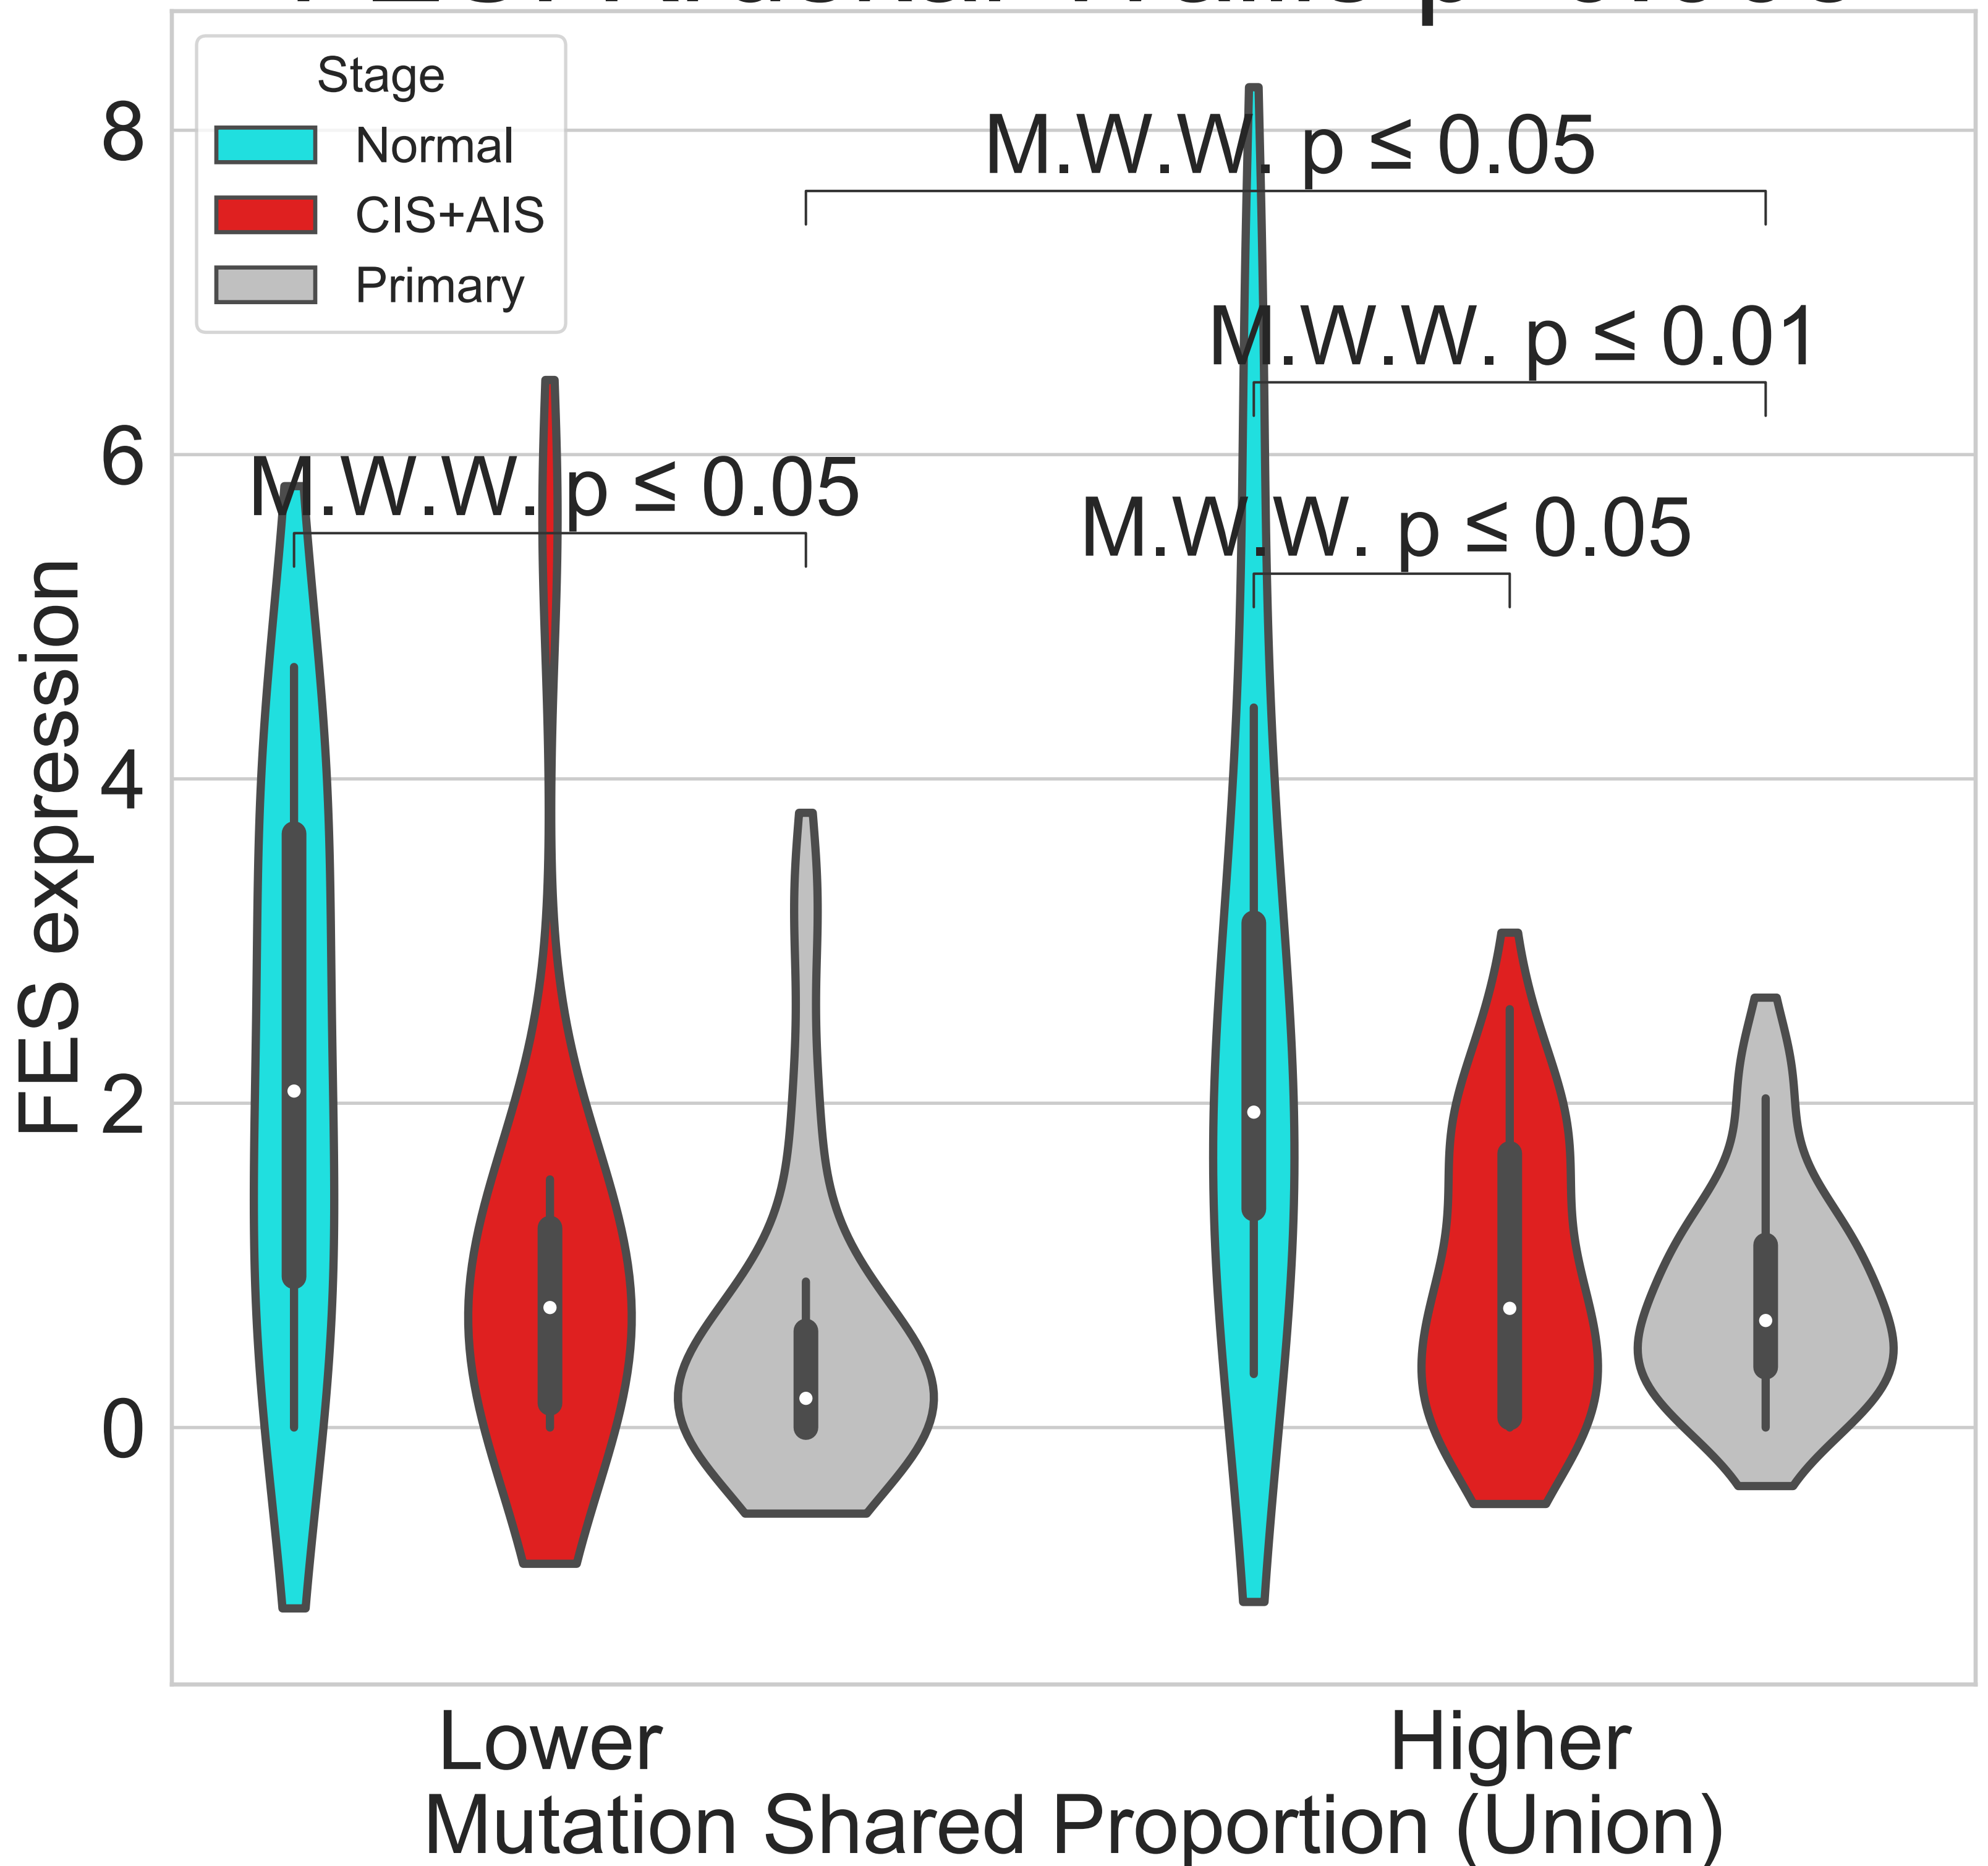 Stage
Normal
CIS+AIS
Primary
8
6
4
2
0
FES expression
M.W.W. p ≤ 0.05
M.W.W. p ≤ 0.01
M.W.W. p ≤ 0.05
M.W.W. p ≤ 0.05
Lower
Higher
Mutation Shared Proportion (Union)